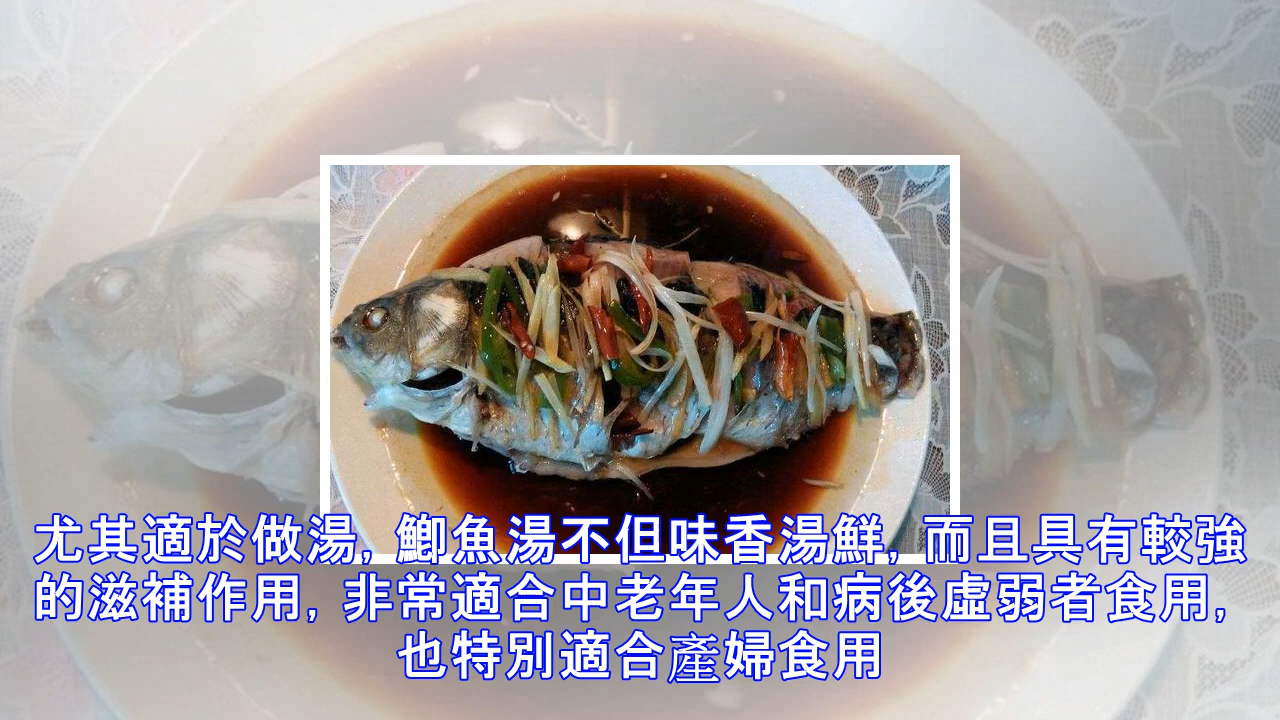 尤其適於做湯, 鯽魚湯不但味香湯鮮, 而且具有較強
的滋補作用, 非常適合中老年人和病後虛弱者食用,
也特別適合產婦食用